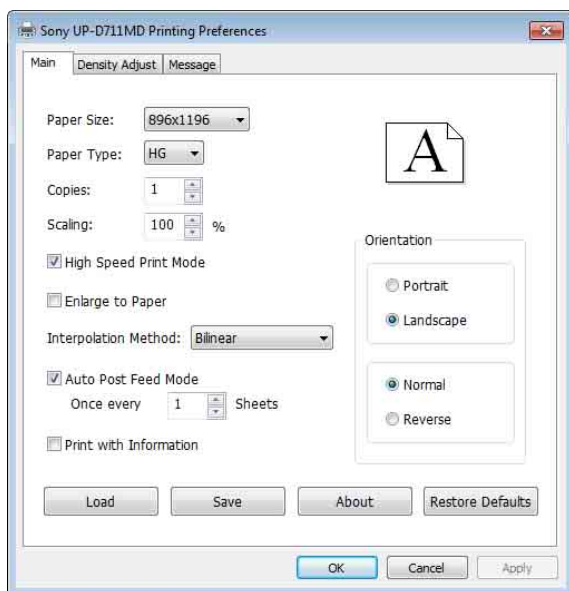 Sony UP-D711MD Printing Preferences
Main Density Adjust Message
Paper Size: 896x1196
Paper Type: HG
Copies: 1
Scaling: 100 %
High Speed Print Mode
Enlarge to Paper
Interpolation Method: Bilinear
Auto Post Feed Mode
Once every 1 Sheets
Print with Information
A
Orientation
Portrait
Landscape
Normal
Reverse
Load Save About Restore Defaults
OK Cancel Apply